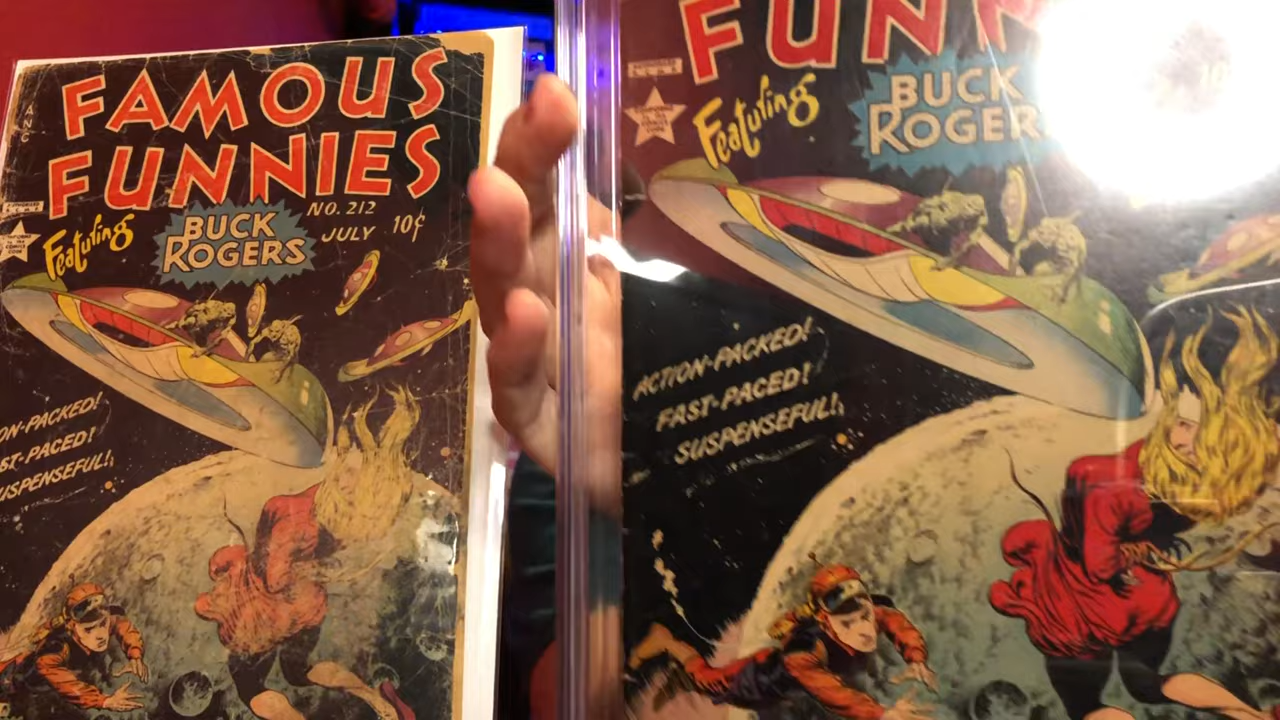 FAMOUS
FUNNIES
NO. 212
JULY
10¢
Featuring
BUCK
ROGERS
ON-PACKED!
ST-PACED!
USPENSEFUL!
FUNN
Featuring
BUCK
ROGER
ACTION-PACKED!
FAST-PACED!
SUSPENSEFUL!